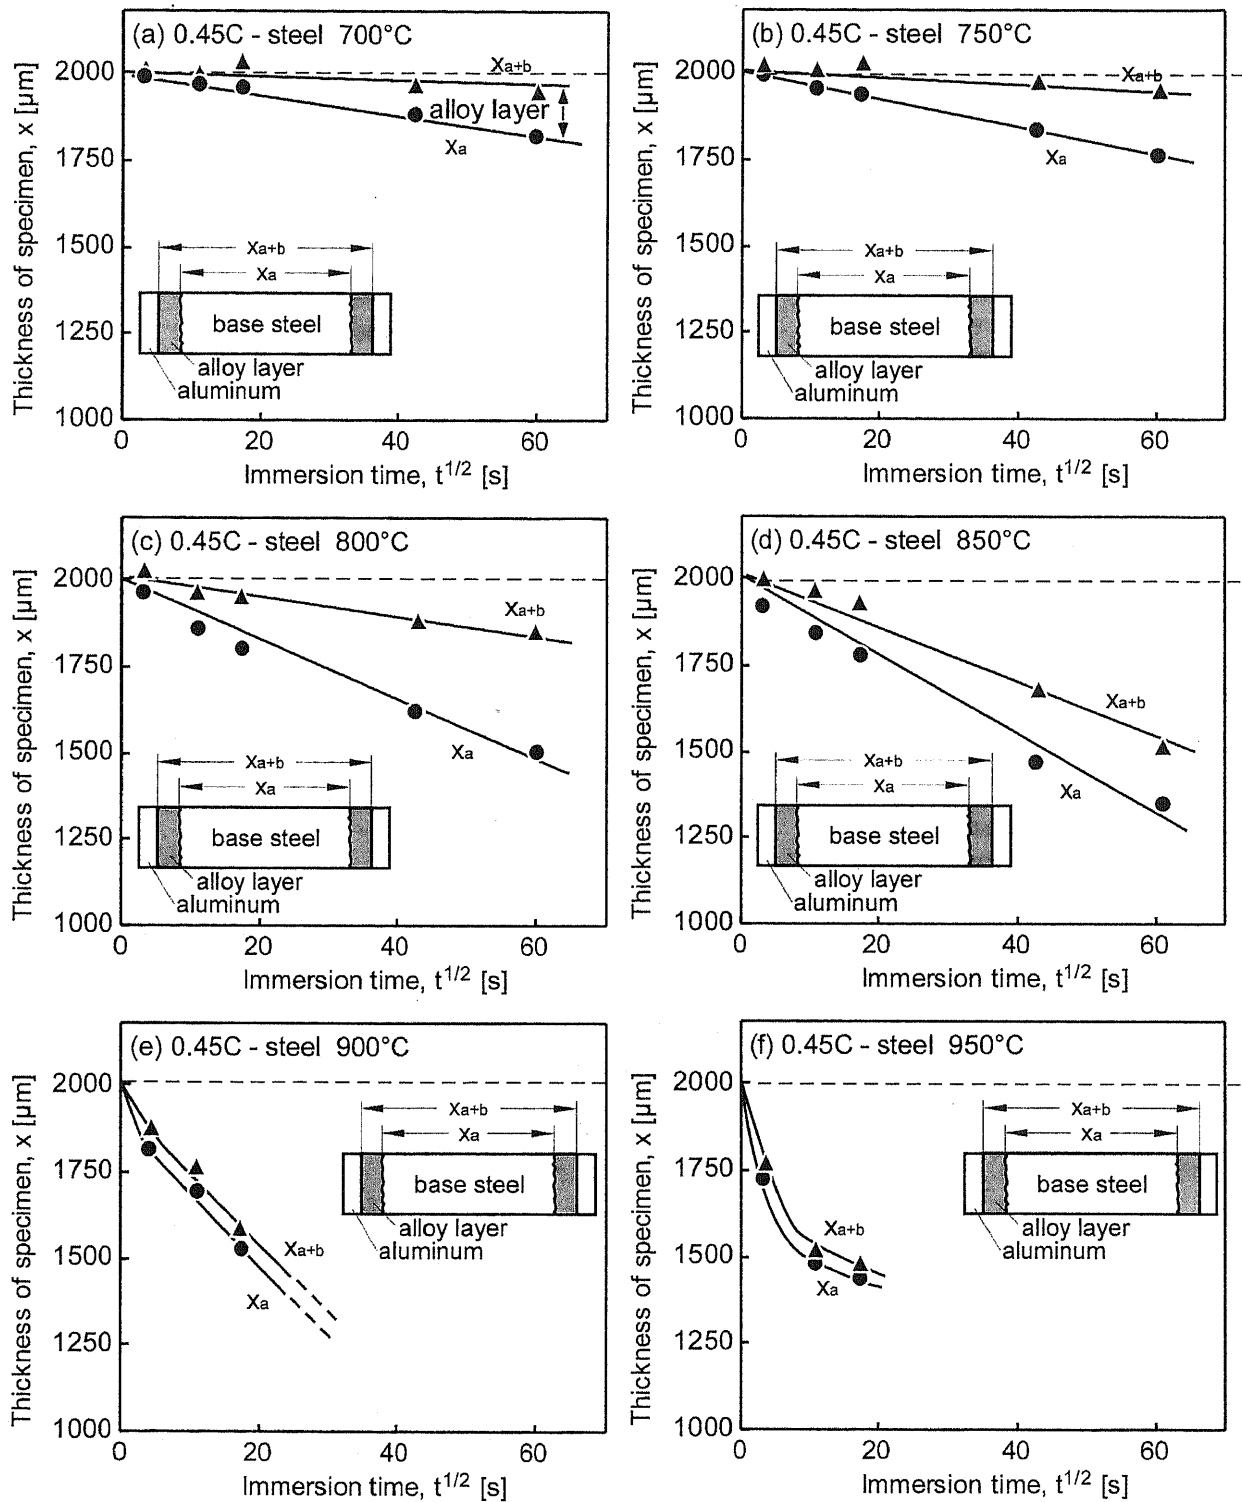 (a) 0.45C - steel 700°C
2000
1750
1500
1250
1000
Thickness of specimen, x [µm]
Xa+b
alloy layer
Xa
Xa+b
Xa
base steel
alloy layer
aluminum
0 20 40 60
Immersion time, t1/2 [s]
(b) 0.45C - steel 750°C
2000
1750
1500
1250
1000
Thickness of specimen, x [µm]
Xa+b
Xa
Xa+b
Xa
base steel
alloy layer
aluminum
0 20 40 60
Immersion time, t1/2 [s]
(c) 0.45C - steel 800°C
2000
1750
1500
1250
1000
Thickness of specimen, x [µm]
Xa+b
Xa
Xa+b
Xa
base steel
alloy layer
aluminum
0 20 40 60
Immersion time, t1/2 [s]
(d) 0.45C - steel 850°C
2000
1750
1500
1250
1000
Thickness of specimen, x [µm]
Xa+b
Xa
Xa+b
Xa
base steel
alloy layer
aluminum
0 20 40 60
Immersion time, t1/2 [s]
(e) 0.45C - steel 900°C
2000
1750
1500
1250
1000
Thickness of specimen, x [µm]
Xa+b
Xa
base steel
alloy layer
aluminum
Xa+b
Xa
0 20 40 60
Immersion time, t1/2 [s]
(f) 0.45C - steel 950°C
2000
1750
1500
1250
1000
Thickness of specimen, x [µm]
Xa+b
Xa
base steel
alloy layer
aluminum
Xa+b
Xa
0 20 40 60
Immersion time, t1/2 [s]